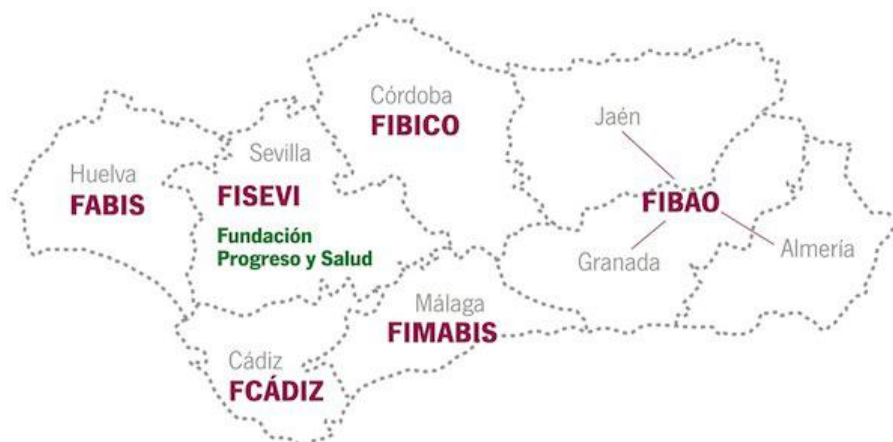 Córdoba
FIBICO
Jaén
Sevilla
FISEVI
Huelva
FABIS
FIBAO
Fundación
Progreso y Salud
Granada
Almería
Málaga
FIMABIS
Cádiz
FCÁDIZ